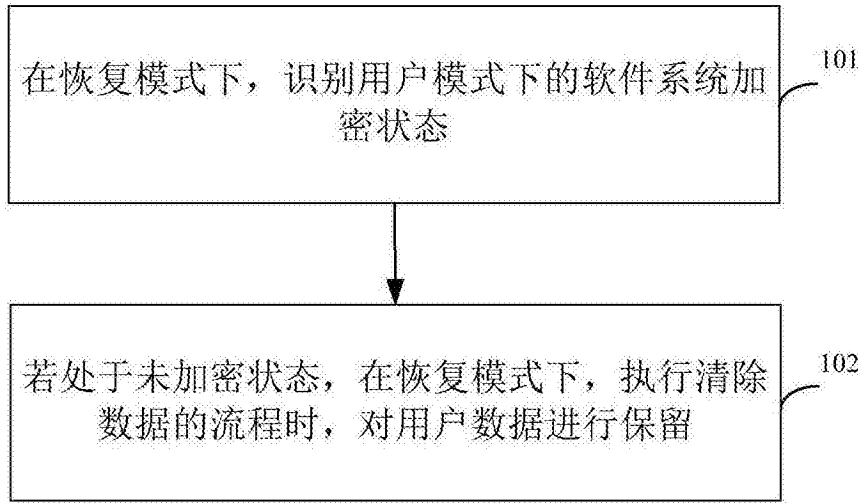 在恢复模式下，识别用户模式下的软件系统加
密状态
101
若处于未加密状态，在恢复模式下，执行清除
数据的流程时，对用户数据进行保留
102